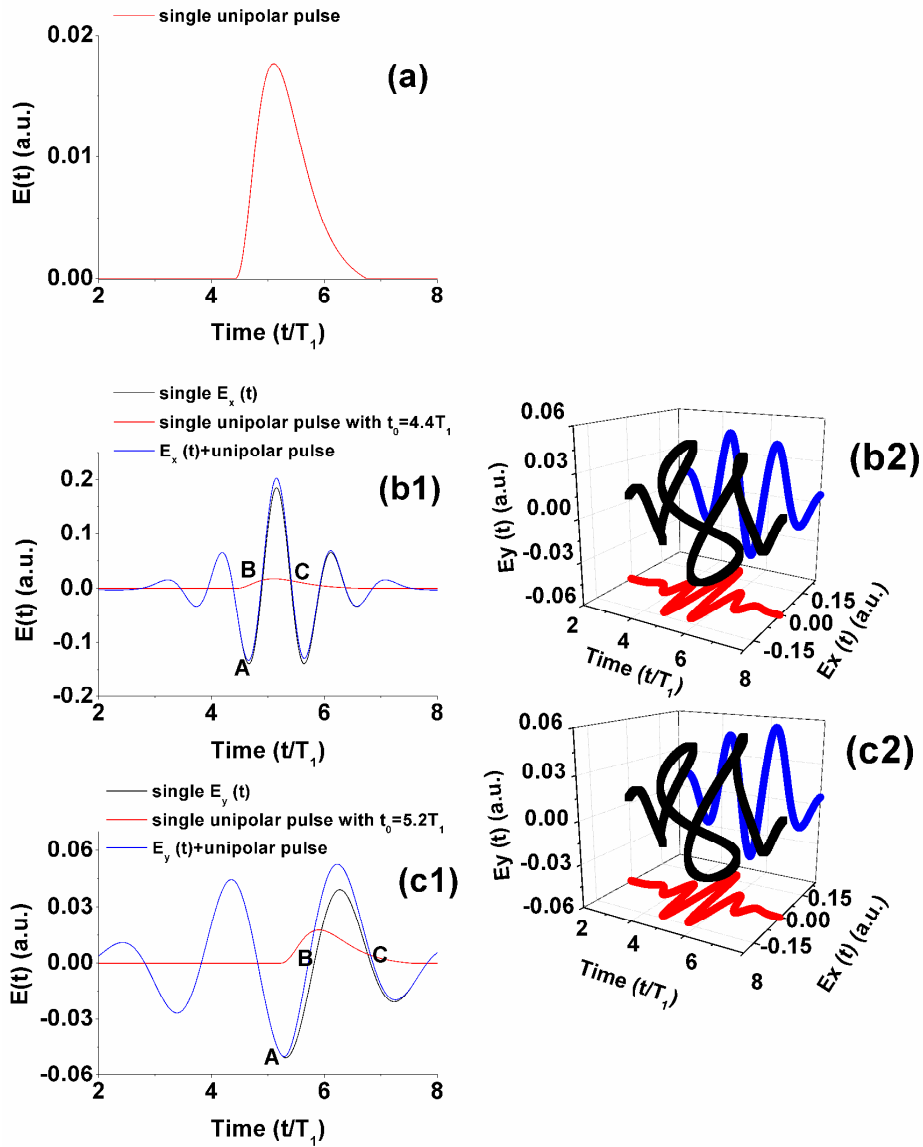 single unipolar pulse
(a)
0.02
0.01
0.00
E(t) (a.u.)
2 4 6 8
Time (t/T1)
single Ex (t)
single unipolar pulse with t0=4.4T1
Ex (t)+unipolar pulse
(b1)
0.2
0.1
0.0
-0.1
-0.2
E(t) (a.u.)
A
B
C
2 4 6 8
Time (t/T1)
(b2)
0.06
0.03
0.00
-0.03
-0.06
Ey (t) (a.u.)
2 4 6 8
Time (t/T1)
0.15
0.00
-0.15
Ex (t) (a.u.)
single Ey (t)
single unipolar pulse with t0=5.2T1
Ey (t)+unipolar pulse
(c1)
0.06
0.03
0.00
-0.03
-0.06
E(t) (a.u.)
A
B
C
2 4 6 8
Time (t/T1)
(c2)
0.06
0.03
0.00
-0.03
-0.06
Ey (t) (a.u.)
2 4 6 8
Time (t/T1)
0.15
0.00
-0.15
Ex (t) (a.u.)